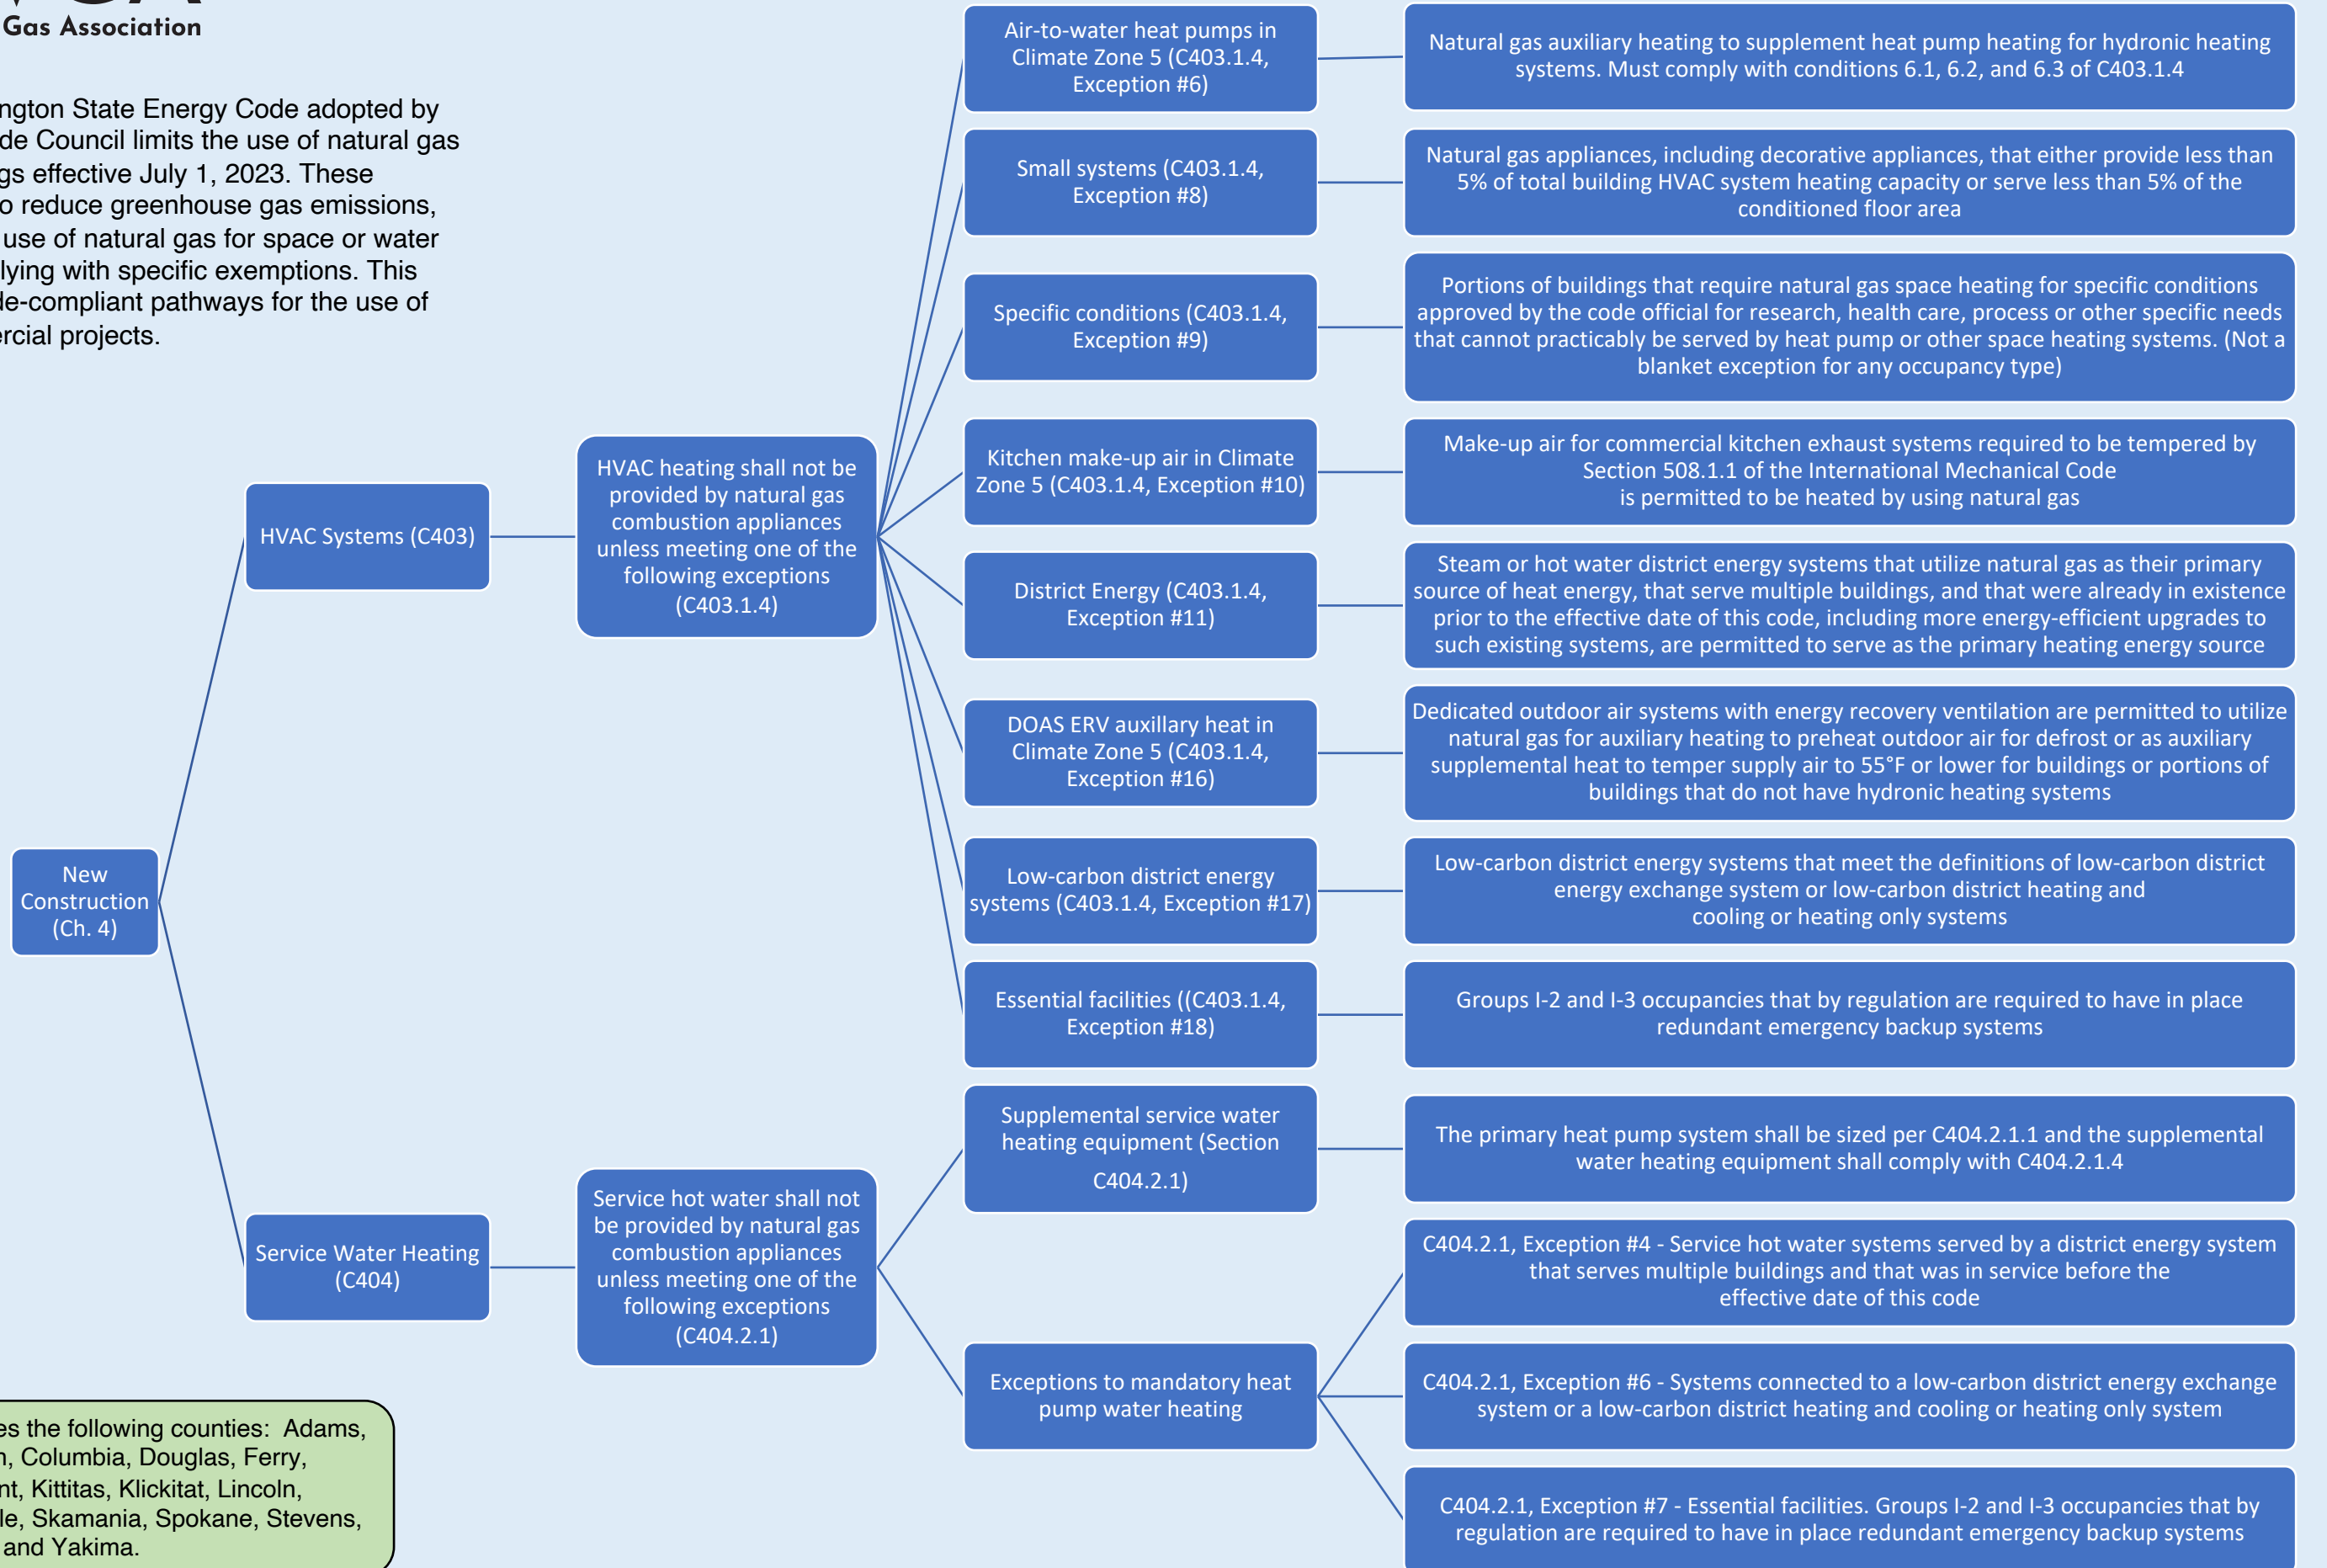 Gas Association
ngton State Energy Code adopted by
de Council limits the use of natural gas
gs effective July 1, 2023. These
o reduce greenhouse gas emissions,
use of natural gas for space or water
lying with specific exemptions. This
de-compliant pathways for the use of
ercial projects.
New
Construction
(Ch. 4)
HVAC Systems (C403)
HVAC heating shall not be
provided by natural gas
combustion appliances
unless meeting one of the
following exceptions
(C403.1.4)
Air-to-water heat pumps in
Climate Zone 5 (C403.1.4,
Exception #6)
Natural gas auxiliary heating to supplement heat pump heating for hydronic heating
systems. Must comply with conditions 6.1, 6.2, and 6.3 of C403.1.4
Small systems (C403.1.4,
Exception #8)
Natural gas appliances, including decorative appliances, that either provide less than
5% of total building HVAC system heating capacity or serve less than 5% of the
conditioned floor area
Specific conditions (C403.1.4,
Exception #9)
Portions of buildings that require natural gas space heating for specific conditions
approved by the code official for research, health care, process or other specific needs
that cannot practicably be served by heat pump or other space heating systems. (Not a
blanket exception for any occupancy type)
Kitchen make-up air in Climate
Zone 5 (C403.1.4, Exception #10)
Make-up air for commercial kitchen exhaust systems required to be tempered by
Section 508.1.1 of the International Mechanical Code
is permitted to be heated by using natural gas
District Energy (C403.1.4,
Exception #11)
Steam or hot water district energy systems that utilize natural gas as their primary
source of heat energy, that serve multiple buildings, and that were already in existence
prior to the effective date of this code, including more energy-efficient upgrades to
such existing systems, are permitted to serve as the primary heating energy source
DOAS ERV auxillary heat in
Climate Zone 5 (C403.1.4,
Exception #16)
Dedicated outdoor air systems with energy recovery ventilation are permitted to utilize
natural gas for auxiliary heating to preheat outdoor air for defrost or as auxiliary
supplemental heat to temper supply air to 55°F or lower for buildings or portions of
buildings that do not have hydronic heating systems
Low-carbon district energy
systems (C403.1.4, Exception #17)
Low-carbon district energy systems that meet the definitions of low-carbon district
energy exchange system or low-carbon district heating and
cooling or heating only systems
Essential facilities ((C403.1.4,
Exception #18)
Groups I-2 and I-3 occupancies that by regulation are required to have in place
redundant emergency backup systems
Service Water Heating
(C404)
Service hot water shall not
be provided by natural gas
combustion appliances
unless meeting one of the
following exceptions
(C404.2.1)
Supplemental service water
heating equipment (Section
C404.2.1)
The primary heat pump system shall be sized per C404.2.1.1 and the supplemental
water heating equipment shall comply with C404.2.1.4
Exceptions to mandatory heat
pump water heating
C404.2.1, Exception #4 - Service hot water systems served by a district energy system
that serves multiple buildings and that was in service before the
effective date of this code
C404.2.1, Exception #6 - Systems connected to a low-carbon district energy exchange
system or a low-carbon district heating and cooling or heating only system
C404.2.1, Exception #7 - Essential facilities. Groups I-2 and I-3 occupancies that by
regulation are required to have in place redundant emergency backup systems
es the following counties:  Adams,
n, Columbia, Douglas, Ferry,
nt, Kittitas, Klickitat, Lincoln,
le, Skamania, Spokane, Stevens,
and Yakima.